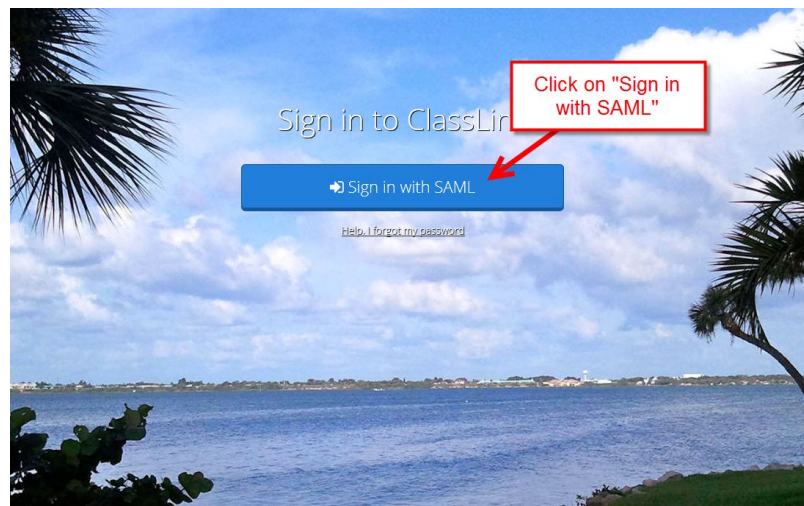 Click on "Sign in
with SAML"
Sign in to ClassLin
Sign in with SAML
Help, I forgot my password